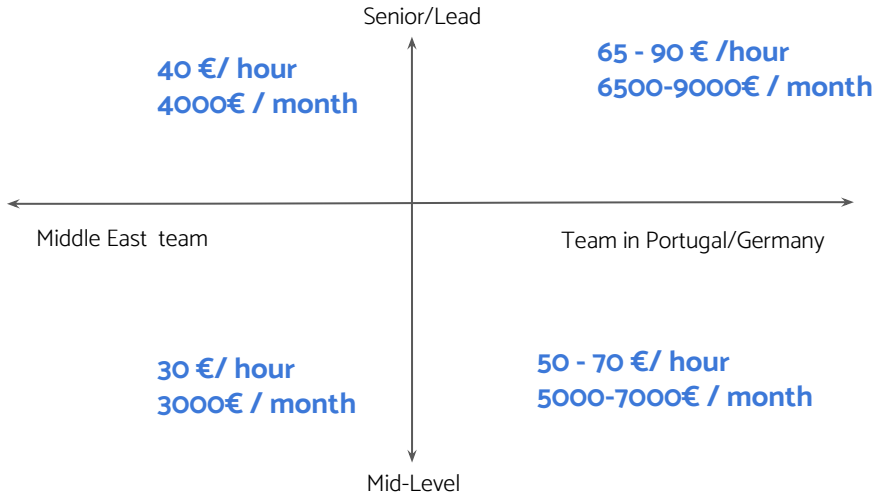 Senior/Lead
40 €/ hour
4000€ / month
65 - 90 € /hour
6500-9000€ / month
Middle East team
Team in Portugal/Germany
30 €/ hour
3000€ / month
50 - 70 €/ hour
5000-7000€ / month
Mid-Level